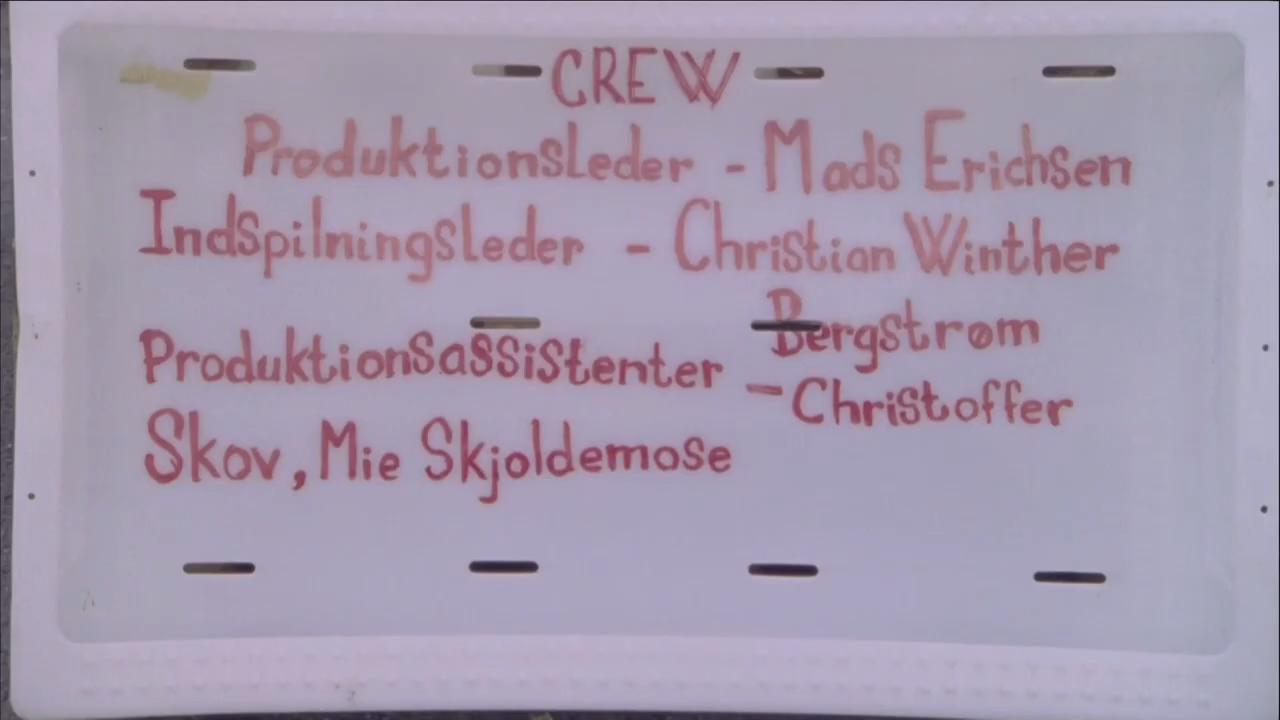 CREW
Produktionsleder - Mads Erichsen
Indspilningsleder - Christian Winther
Bergstrøm
Produktionsassistenter - Christoffer
Skov, Mie Skjoldemose